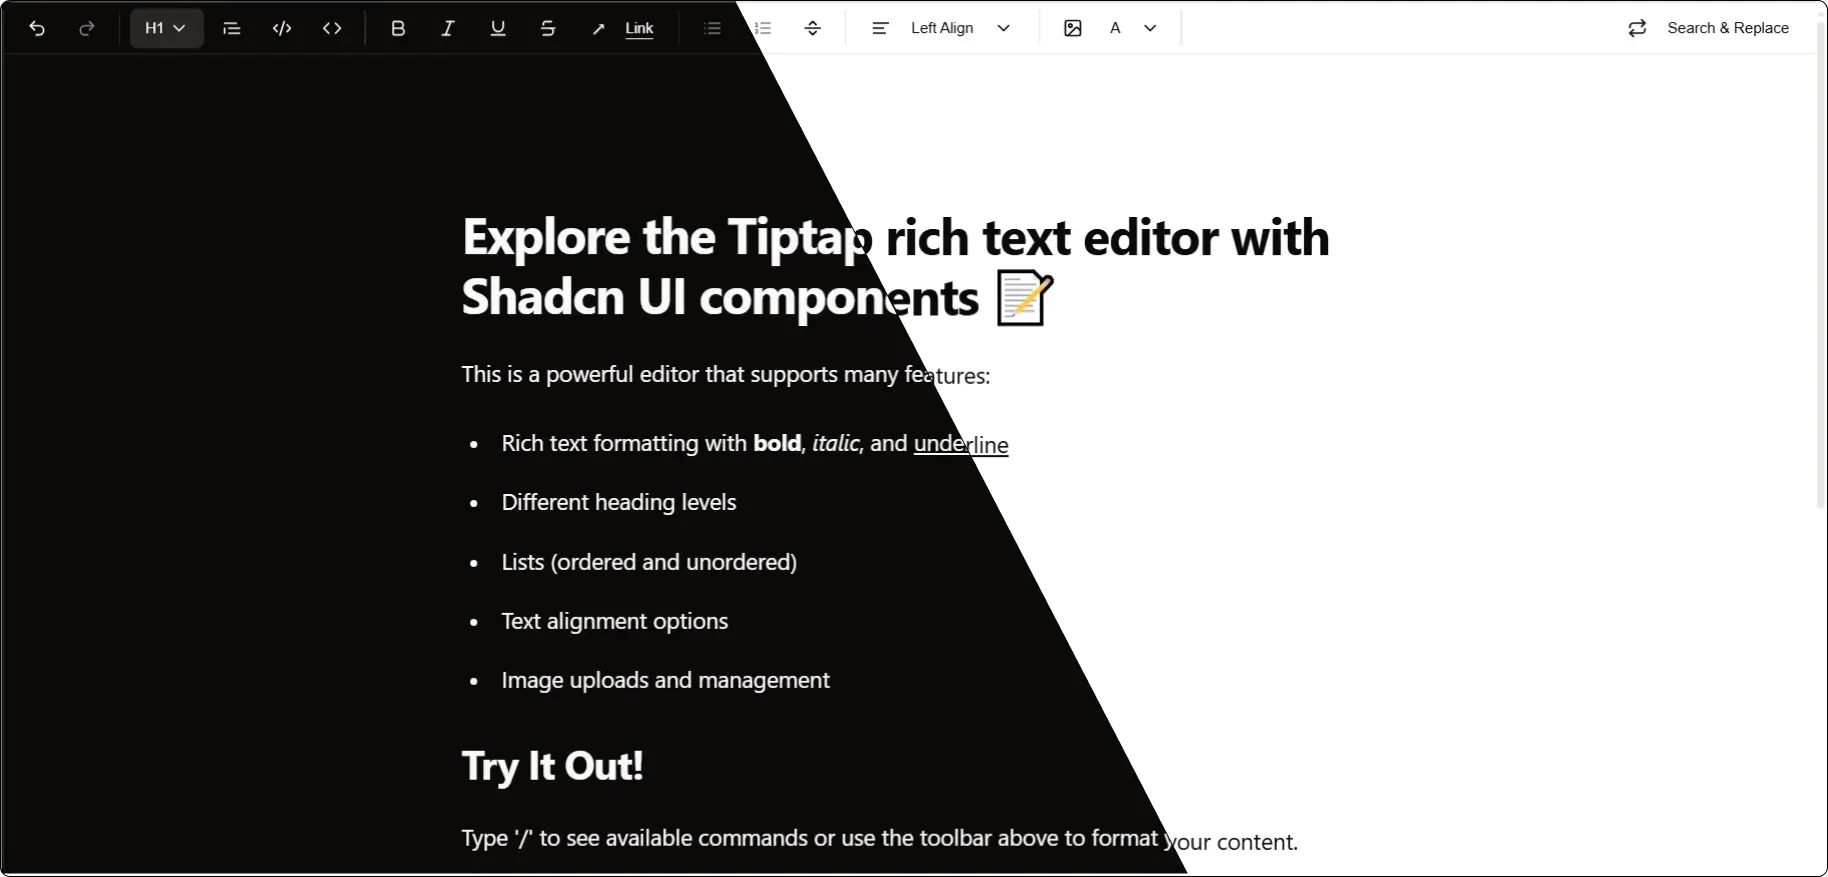 H1 B I U S Link Left Align A Search & Replace
Explore the Tiptap rich text editor with
Shadcn UI components
This is a powerful editor that supports many features:
• Rich text formatting with bold, italic, and underline
• Different heading levels
• Lists (ordered and unordered)
• Text alignment options
• Image uploads and management
Try It Out!
Type '/' to see available commands or use the toolbar above to format your content.